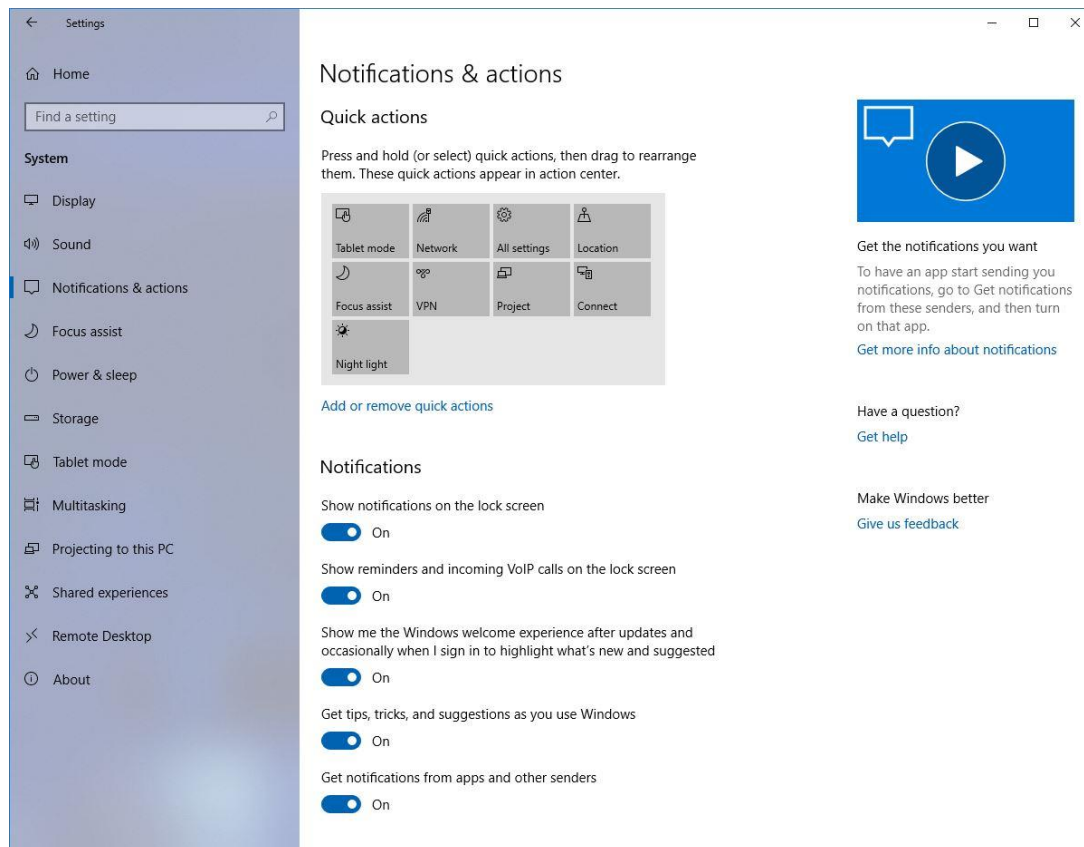 Settings
Home
Find a setting
System
Display
Sound
Notifications & actions
Focus assist
Power & sleep
Storage
Tablet mode
Multitasking
Projecting to this PC
Shared experiences
Remote Desktop
About
Notifications & actions
Quick actions
Press and hold (or select) quick actions, then drag to rearrange
them. These quick actions appear in action center.
Tablet mode
Network
All settings
Location
Focus assist
VPN
Project
Connect
Night light
Add or remove quick actions
Notifications
Show notifications on the lock screen
On
Show reminders and incoming VoIP calls on the lock screen
On
Show me the Windows welcome experience after updates and
occasionally when I sign in to highlight what's new and suggested
On
Get tips, tricks, and suggestions as you use Windows
On
Get notifications from apps and other senders
On
Get the notifications you want
To have an app start sending you
notifications, go to Get notifications
from these senders, and then turn
on that app.
Get more info about notifications
Have a question?
Get help
Make Windows better
Give us feedback